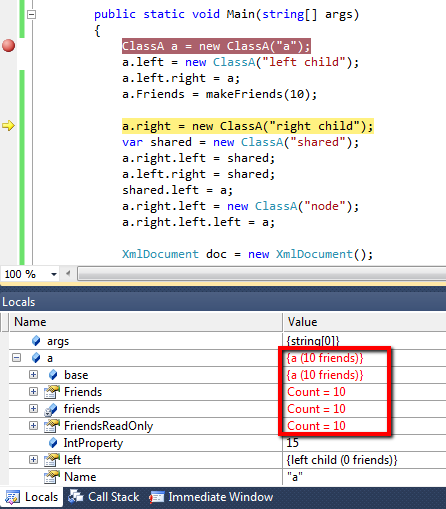 public static void Main(string[] args)
{
ClassA a = new ClassA("a");
a.left = new ClassA("left child");
a.left.right = a;
a.Friends = makeFriends(10);
a.right = new ClassA("right child");
var shared = new ClassA("shared");
a.right.left = shared;
a.left.right = shared;
shared.left = a;
a.right.left = new ClassA("node");
a.right.left.left = a;
XmlDocument doc = new XmlDocument();
100 %
Locals
Name Value
args {string[0]}
a {a (10 friends)}
base {a (10 friends)}
Friends Count = 10
friends Count = 10
FriendsReadOnly Count = 10
IntProperty 15
left {left child (0 friends)}
Name "a"
Locals Call Stack Immediate Window